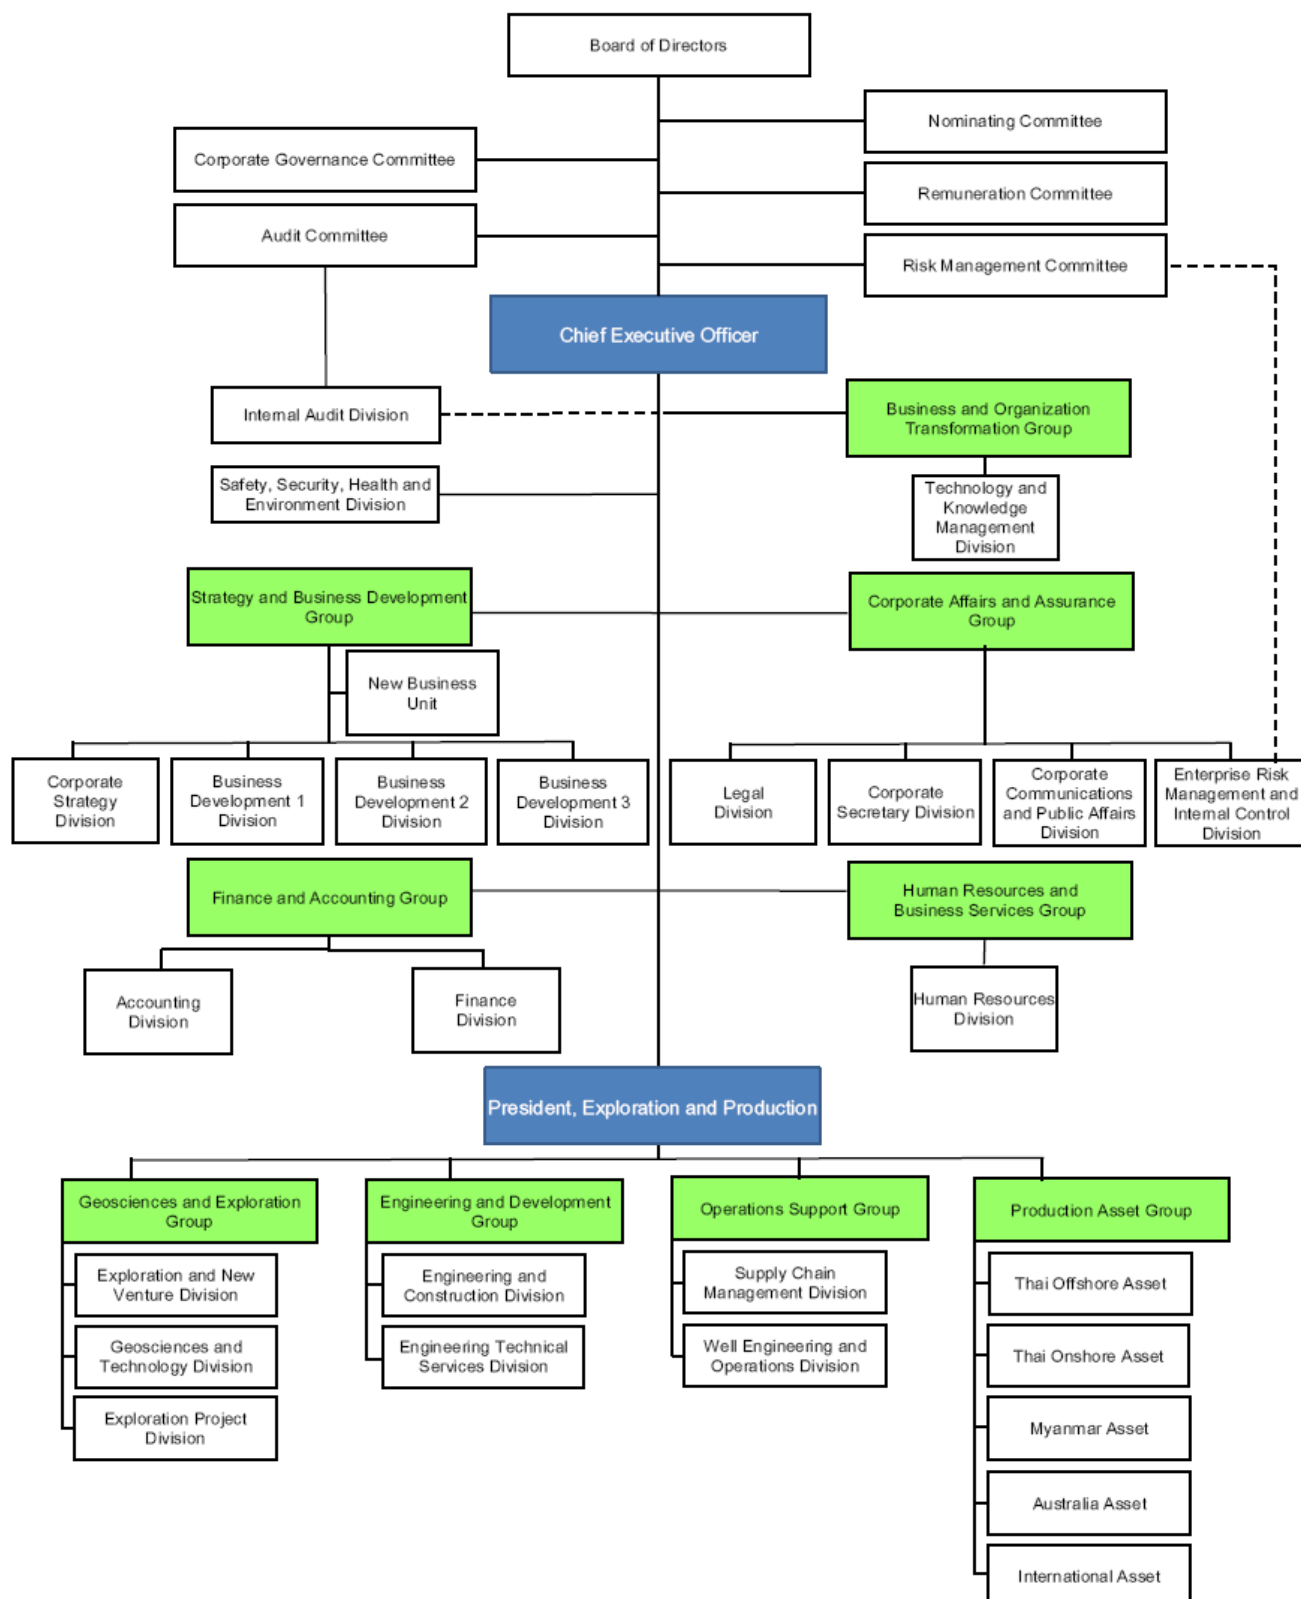 Board of Directors
Nominating Committee
Corporate Governance Committee
Remuneration Committee
Audit Committee
Risk Management Committee
Chief Executive Officer
Internal Audit Division
Business and Organization
Transformation Group
Safety, Security, Health and
Environment Division
Technology and
Knowledge
Management
Division
Strategy and Business Development
Group
Corporate Affairs and Assurance
Group
New Business
Unit
Corporate
Strategy
Division
Business
Development 1
Division
Business
Development 2
Division
Business
Development 3
Division
Legal
Division
Corporate
Secretary Division
Corporate
Communications
and Public Affairs
Division
Enterprise Risk
Management and
Internal Control
Division
Finance and Accounting Group
Human Resources and
Business Services Group
Accounting
Division
Finance
Division
Human Resources
Division
President, Exploration and Production
Geosciences and Exploration
Group
Engineering and Development
Group
Operations Support Group
Production Asset Group
Exploration and New
Venture Division
Engineering and
Construction Division
Supply Chain
Management Division
Thai Offshore Asset
Geosciences and
Technology Division
Engineering Technical
Services Division
Well Engineering and
Operations Division
Thai Onshore Asset
Exploration Project
Division
Myanmar Asset
Australia Asset
International Asset